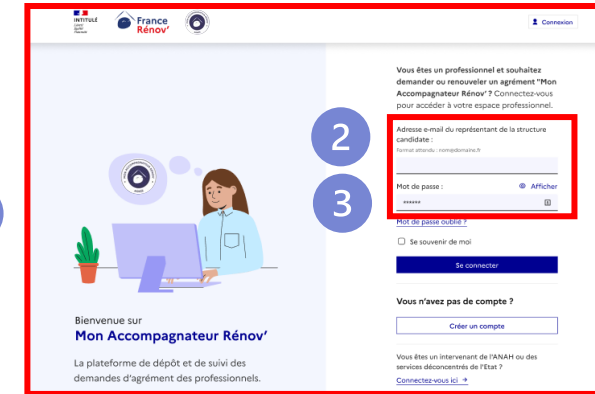 INTITULÉ
France
Rénov'
Connexion
Vous êtes un professionnel et souhaitez
demander ou renouveler un agrément "Mon
Accompagnateur Rénov' ? Connectez-vous
pour accéder à votre espace professionnel.
2
Adresse e-mail du représentant de la structure
candidate :
Format attendu : nom@domaine.fr
3
Mot de passe :
Afficher
******
Mot de passe oublié ?
Se souvenir de moi
Se connecter
Vous n'avez pas de compte ?
Créer un compte
Vous êtes un intervenant de l'ANAH ou des
services déconcentrés de l'Etat ?
Connectez-vous ici →
Bienvenue sur
Mon Accompagnateur Rénov'
La plateforme de dépôt et de suivi des
demandes d'agrément des professionnels.